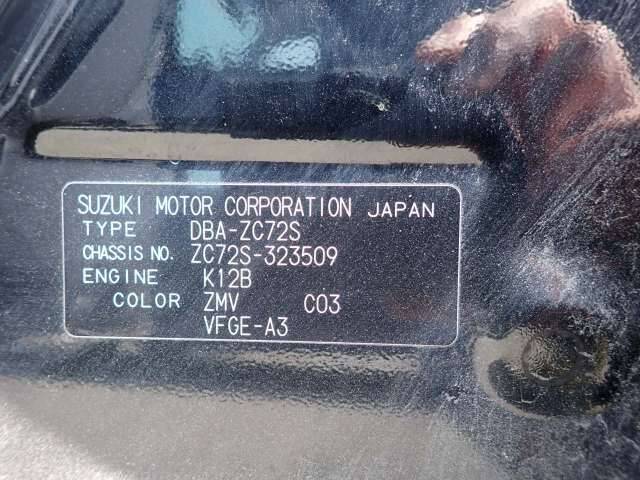 SUZUKI MOTOR CORPORATION JAPAN
TYPE DBA-ZC72S
CHASSIS NO. ZC72S-323509
ENGINE K12B
COLOR ZMV C03
VFGE-A3